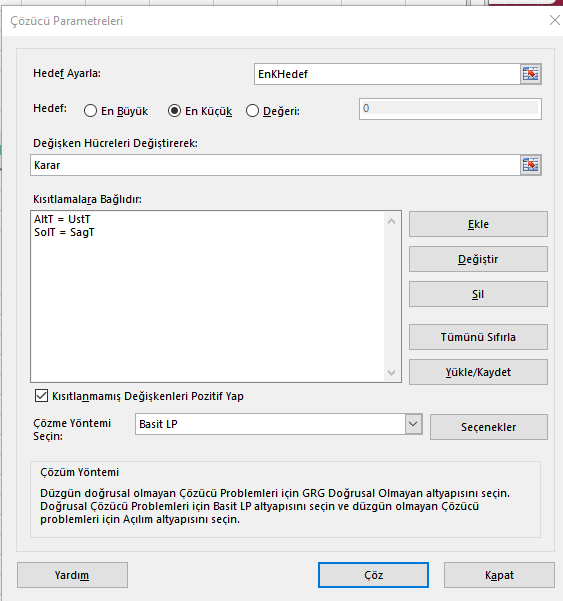 Çözücü Parametreleri
Hedef Ayarla:
EnKHedef
Hedef:
En Büyük
En Küçük
Değeri:
0
Değişken Hücreleri Değiştirerek:
Karar
Kısıtlamalara Bağlıdır:
AltT = UstT
SolT = SagT
Ekle
Değiştir
Sil
Tümünü Sıfırla
Yükle/Kaydet
Kısıtlanmamış Değişkenleri Pozitif Yap
Çözme Yöntemi
Seçin:
Basit LP
Seçenekler
Çözüm Yöntemi
Düzgün doğrusal olmayan Çözücü Problemleri için GRG Doğrusal Olmayan altyapısını seçin.
Doğrusal Çözücü Problemleri için Basit LP altyapısını seçin ve düzgün olmayan Çözücü
problemleri için Açılım altyapısını seçin.
Yardım
Çöz
Kapat